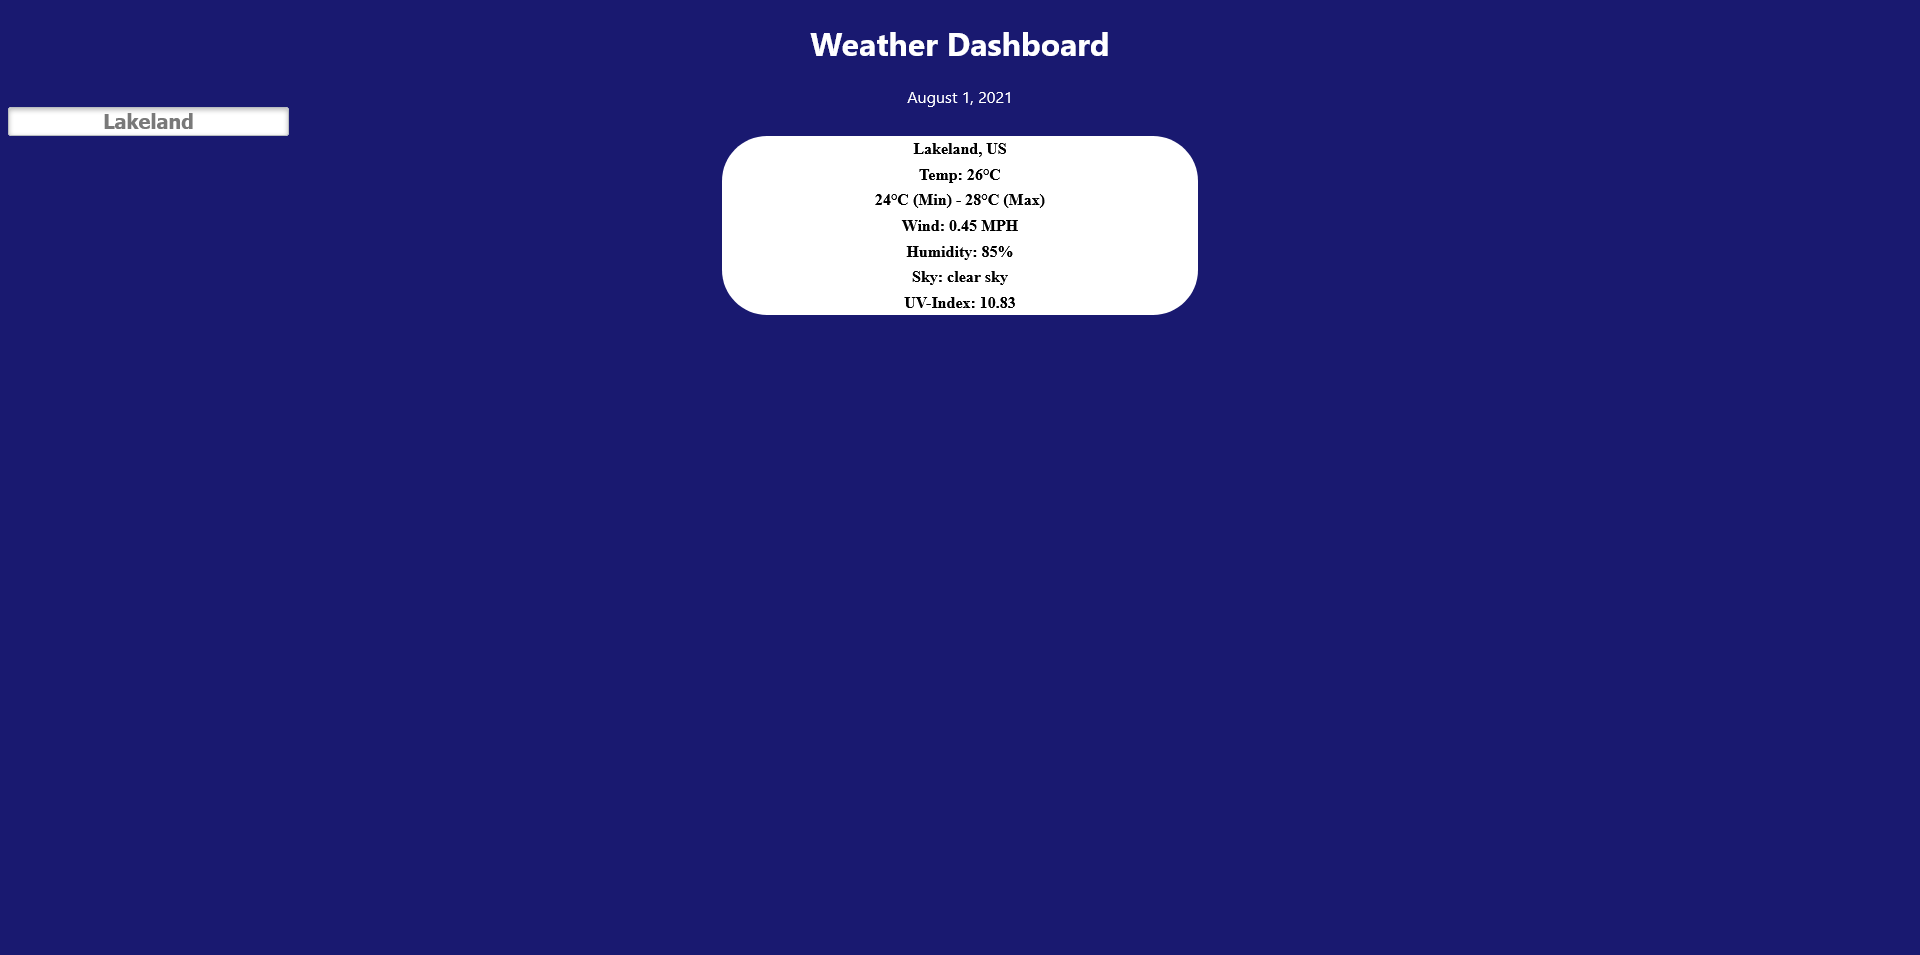 Weather Dashboard
August 1, 2021
Lakeland
Lakeland, US
Temp: 26°C
24°C (Min) - 28°C (Max)
Wind: 0.45 MPH
Humidity: 85%
Sky: clear sky
UV-Index: 10.83